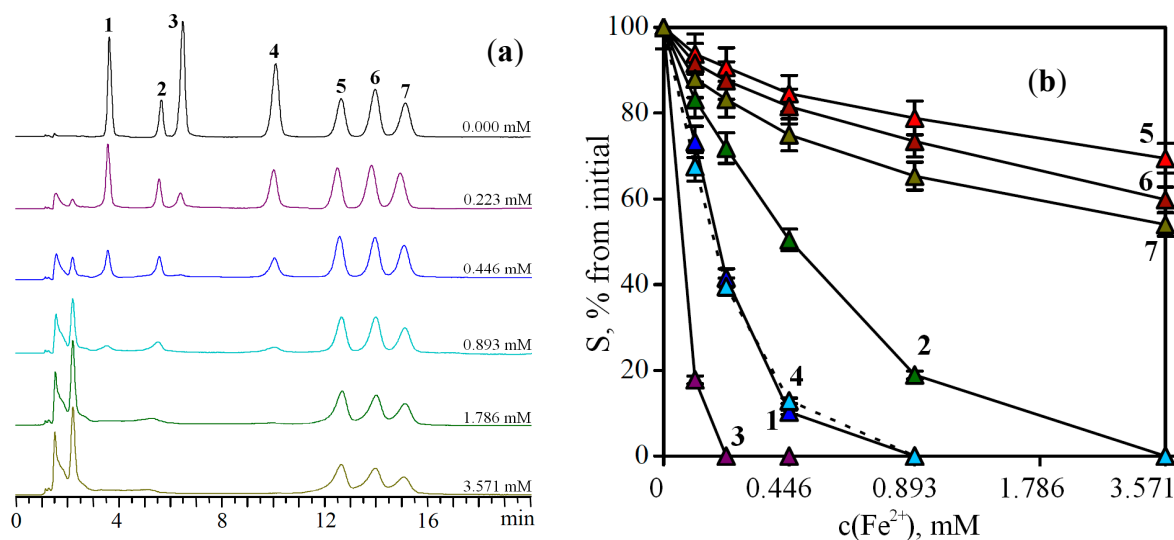 (a)
1
2
3
4
5
6
7
0.000 mM
0.223 mM
0.446 mM
0.893 mM
1.786 mM
3.571 mM
0 4 8 12 16 min
(b)
S, % from initial
100
80
60
40
20
0
5
6
7
2
4
1
3
0 0.446 0.893 1.786 3.571
c(Fe²⁺), mM